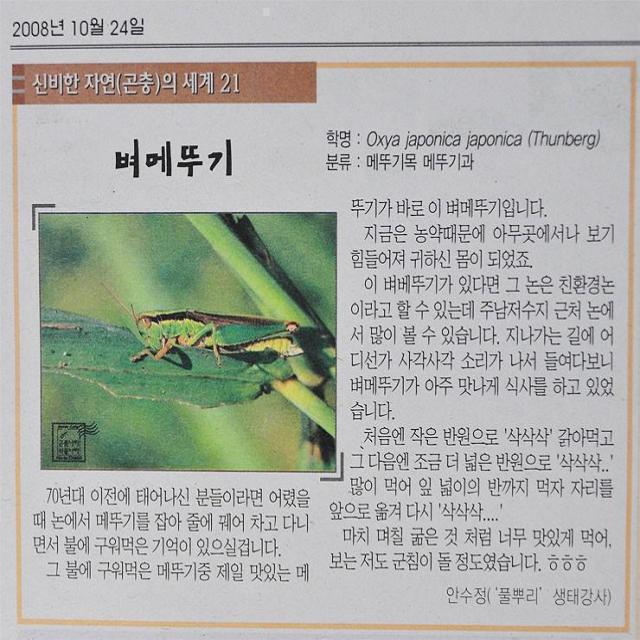 2008년 10월 24일
신비한 자연(곤충)의 세계 21
벼메뚜기
학명 : Oxya japonica japonica (Thunberg)
분류 : 메뚜기목 메뚜기과
70년대 이전에 태어나신 분들이라면 어렸을
때 논에서 메뚜기를 잡아 줄에 꿰어 차고 다니
면서 불에 구워먹은 기억이 있으실겁니다.
그 불에 구워먹은 메뚜기중 제일 맛있는 메
뚜기가 바로 이 벼메뚜기입니다.
지금은 농약때문에 아무곳에서나 보기
힘들어져 귀하신 몸이 되었죠.
이 벼베뚜기가 있다면 그 논은 친환경논
이라고 할 수 있는데 주남저수지 근처 논에
서 많이 볼 수 있습니다. 지나가는 길에 어
디선가 사각사각 소리가 나서 들여다보니
벼메뚜기가 아주 맛나게 식사를 하고 있었
습니다.
처음엔 작은 반원으로 '삭삭삭' 갉아먹고
그 다음엔 조금 더 넓은 반원으로 '삭삭삭..'
많이 먹어 잎 넓이의 반까지 먹자 자리를
앞으로 옮겨 다시 '삭삭삭....'
마치 며칠 굶은 것 처럼 너무 맛있게 먹어,
보는 저도 군침이 돌 정도였습니다. ㅎㅎㅎ
안수정('풀뿌리' 생태강사)